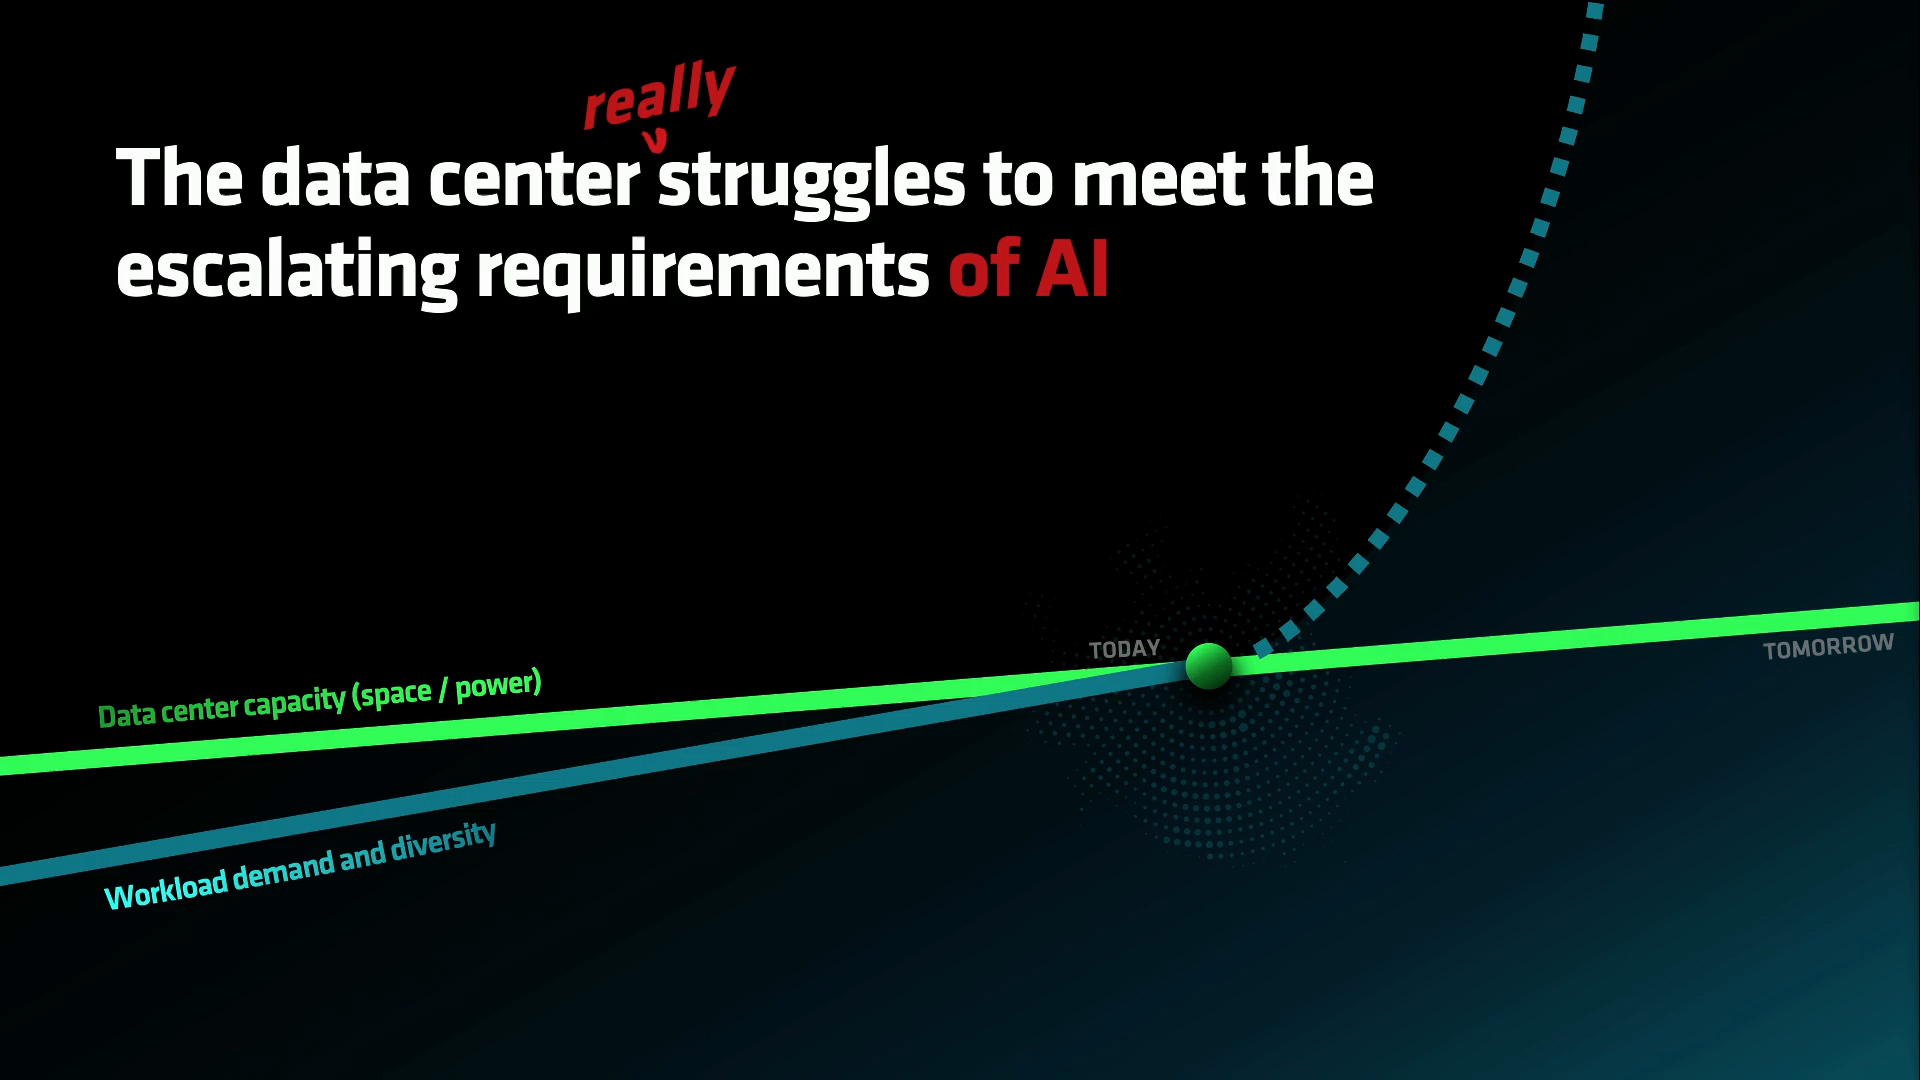 really
The data center struggles to meet the
escalating requirements of AI
TODAY
TOMORROW
Data center capacity (space / power)
Workload demand and diversity